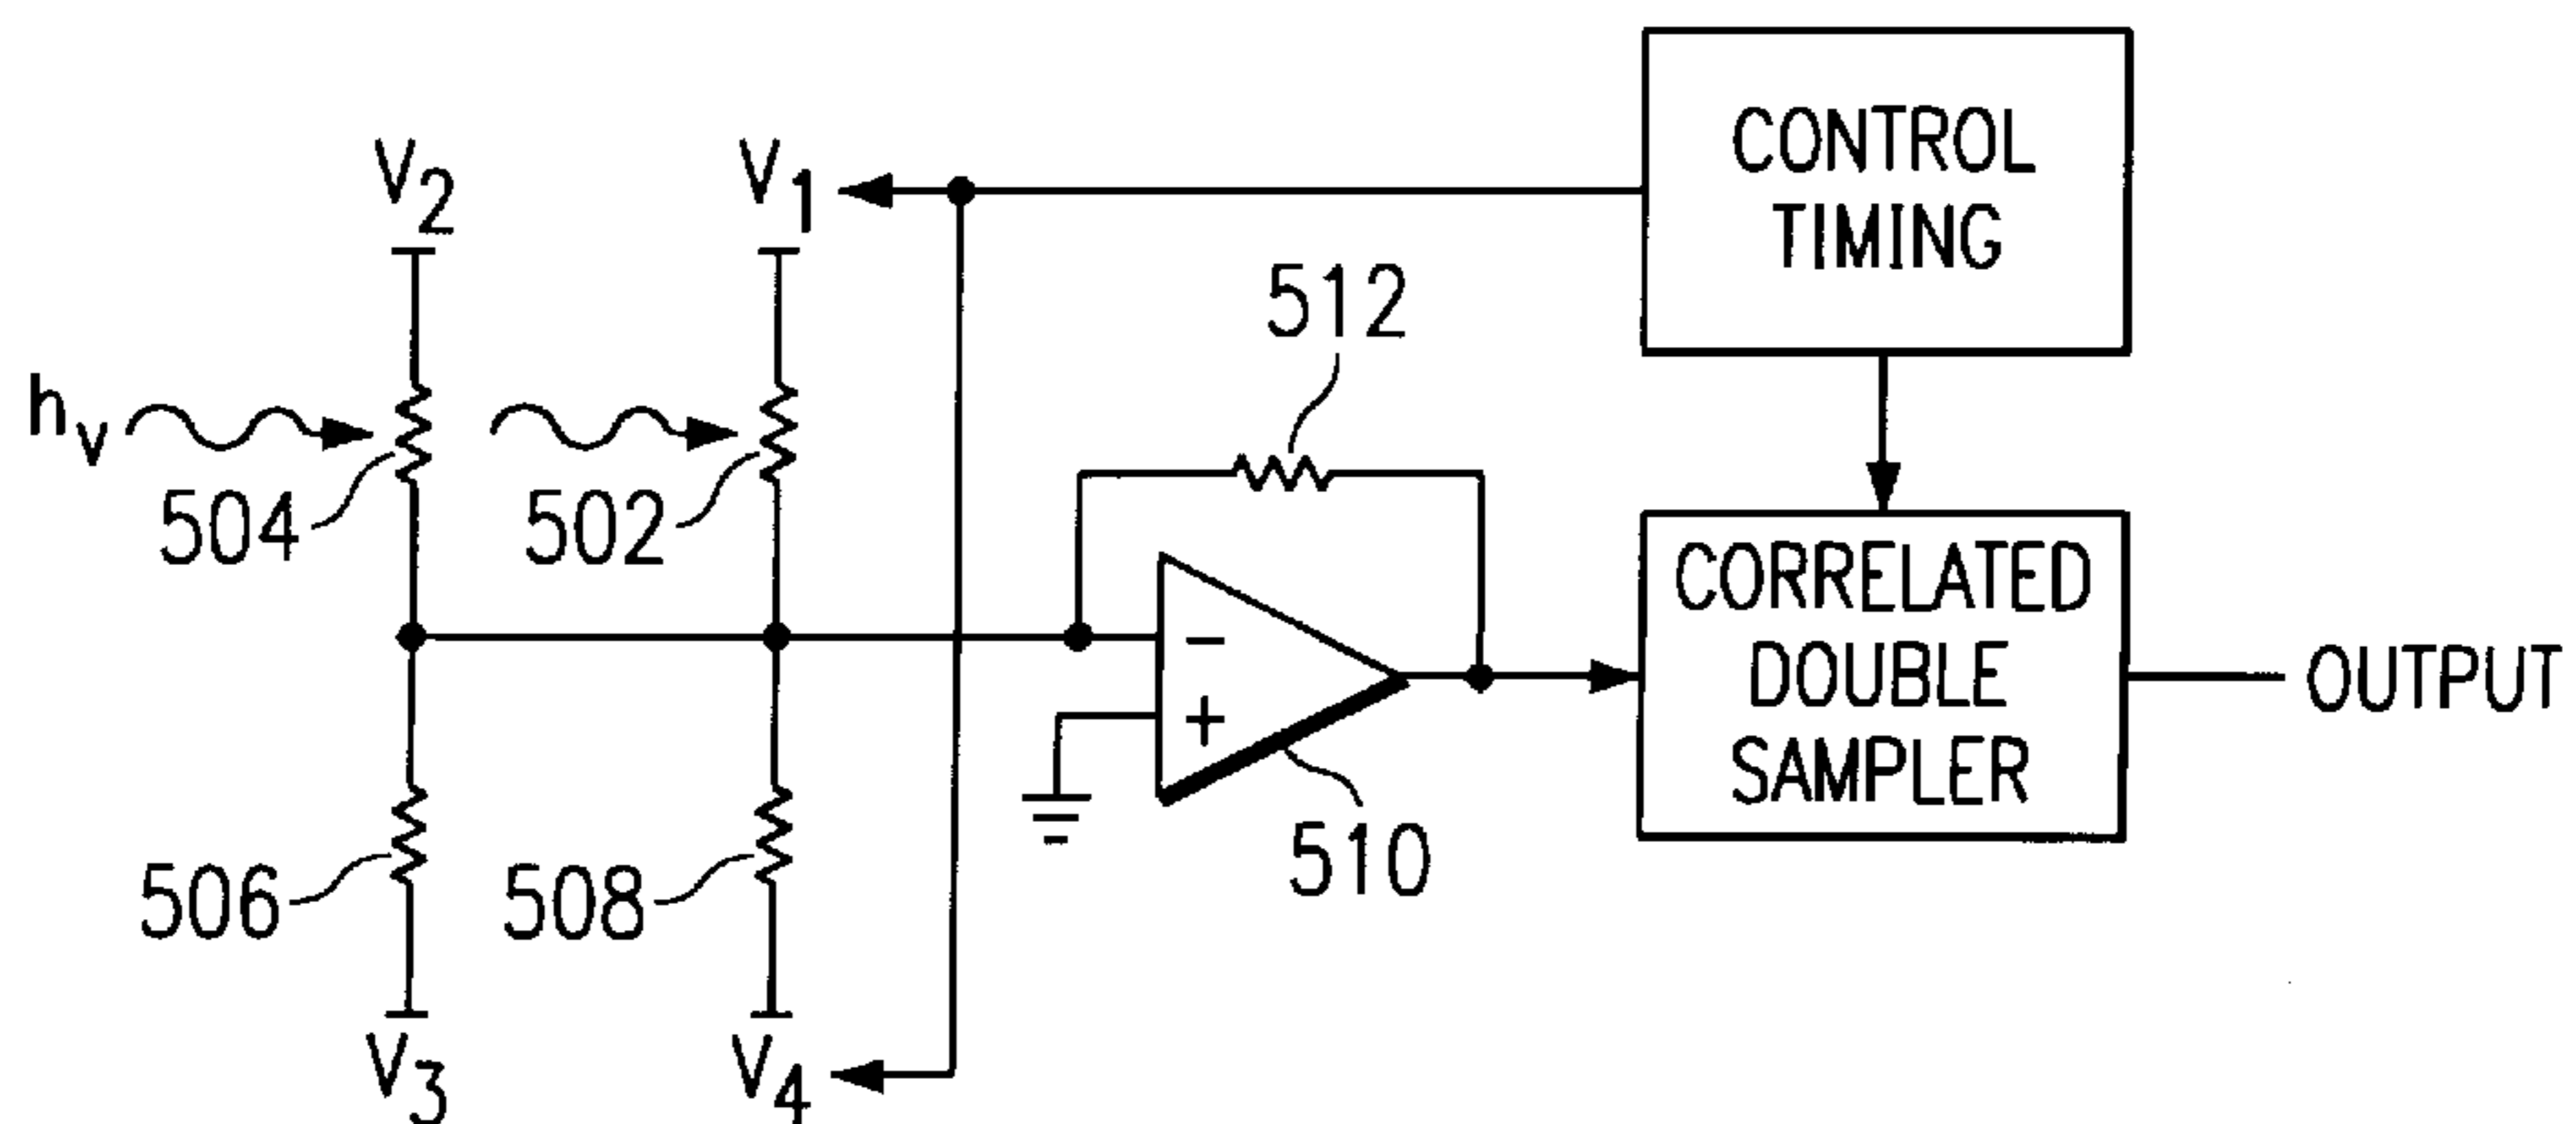 CONTROL
TIMING
V2
V1
512
hv
504
502
CORRELATED
DOUBLE
SAMPLER
-
+
OUTPUT
506
508
510
V3
V4